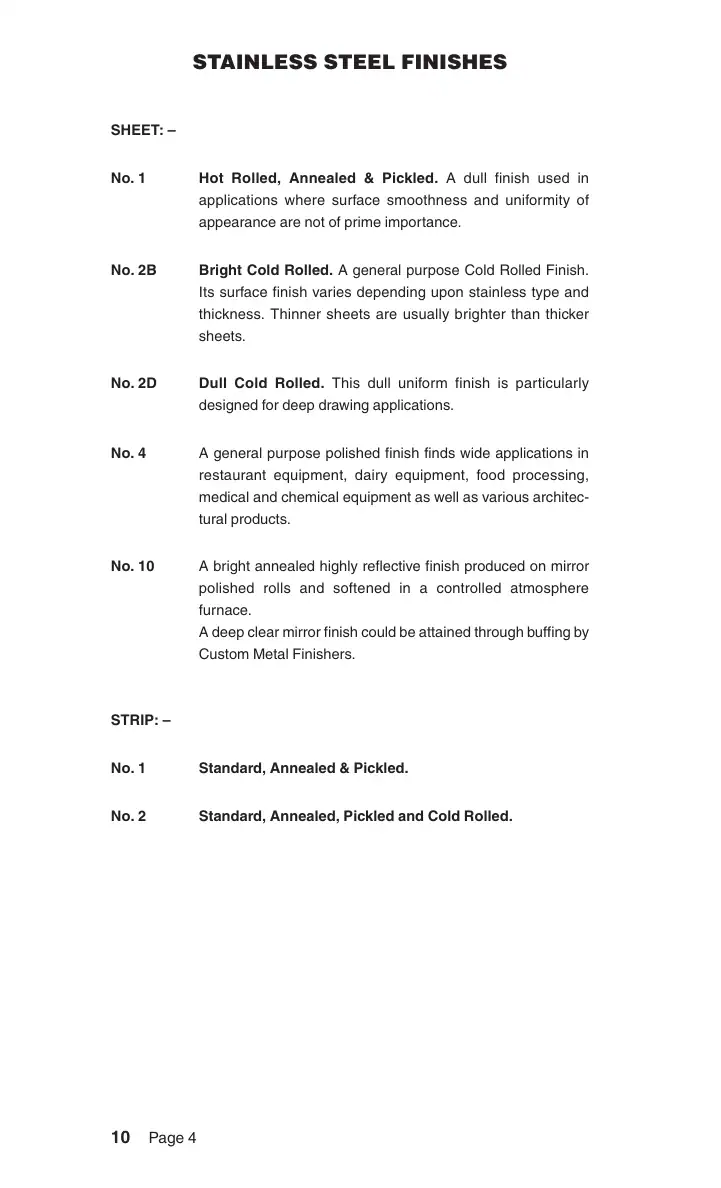 STAINLESS STEEL FINISHES
SHEET: –
No. 1 Hot Rolled, Annealed & Pickled. A dull finish used in
applications where surface smoothness and uniformity of
appearance are not of prime importance.
No. 2B Bright Cold Rolled. A general purpose Cold Rolled Finish.
Its surface finish varies depending upon stainless type and
thickness. Thinner sheets are usually brighter than thicker
sheets.
No. 2D Dull Cold Rolled. This dull uniform finish is particularly
designed for deep drawing applications.
No. 4 A general purpose polished finish finds wide applications in
restaurant equipment, dairy equipment, food processing,
medical and chemical equipment as well as various architec-
tural products.
No. 10 A bright annealed highly reflective finish produced on mirror
polished rolls and softened in a controlled atmosphere
furnace.
A deep clear mirror finish could be attained through buffing by
Custom Metal Finishers.
STRIP: –
No. 1 Standard, Annealed & Pickled.
No. 2 Standard, Annealed, Pickled and Cold Rolled.
10 Page 4